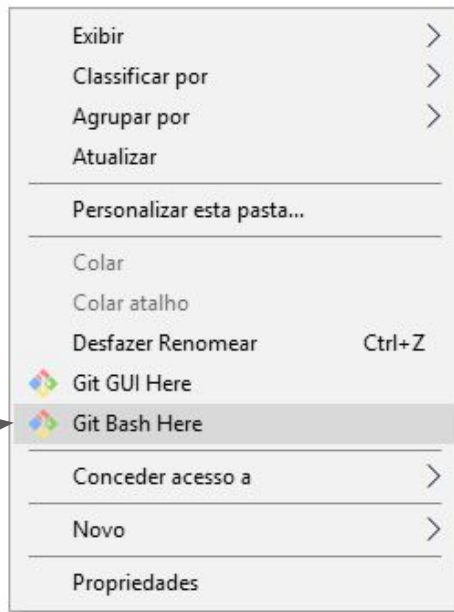 Exibir
Classificar por
Agrupar por
Atualizar
Personalizar esta pasta...
Colar
Colar atalho
Desfazer Renomear Ctrl+Z
Git GUI Here
Git Bash Here
Conceder acesso a
Novo
Propriedades